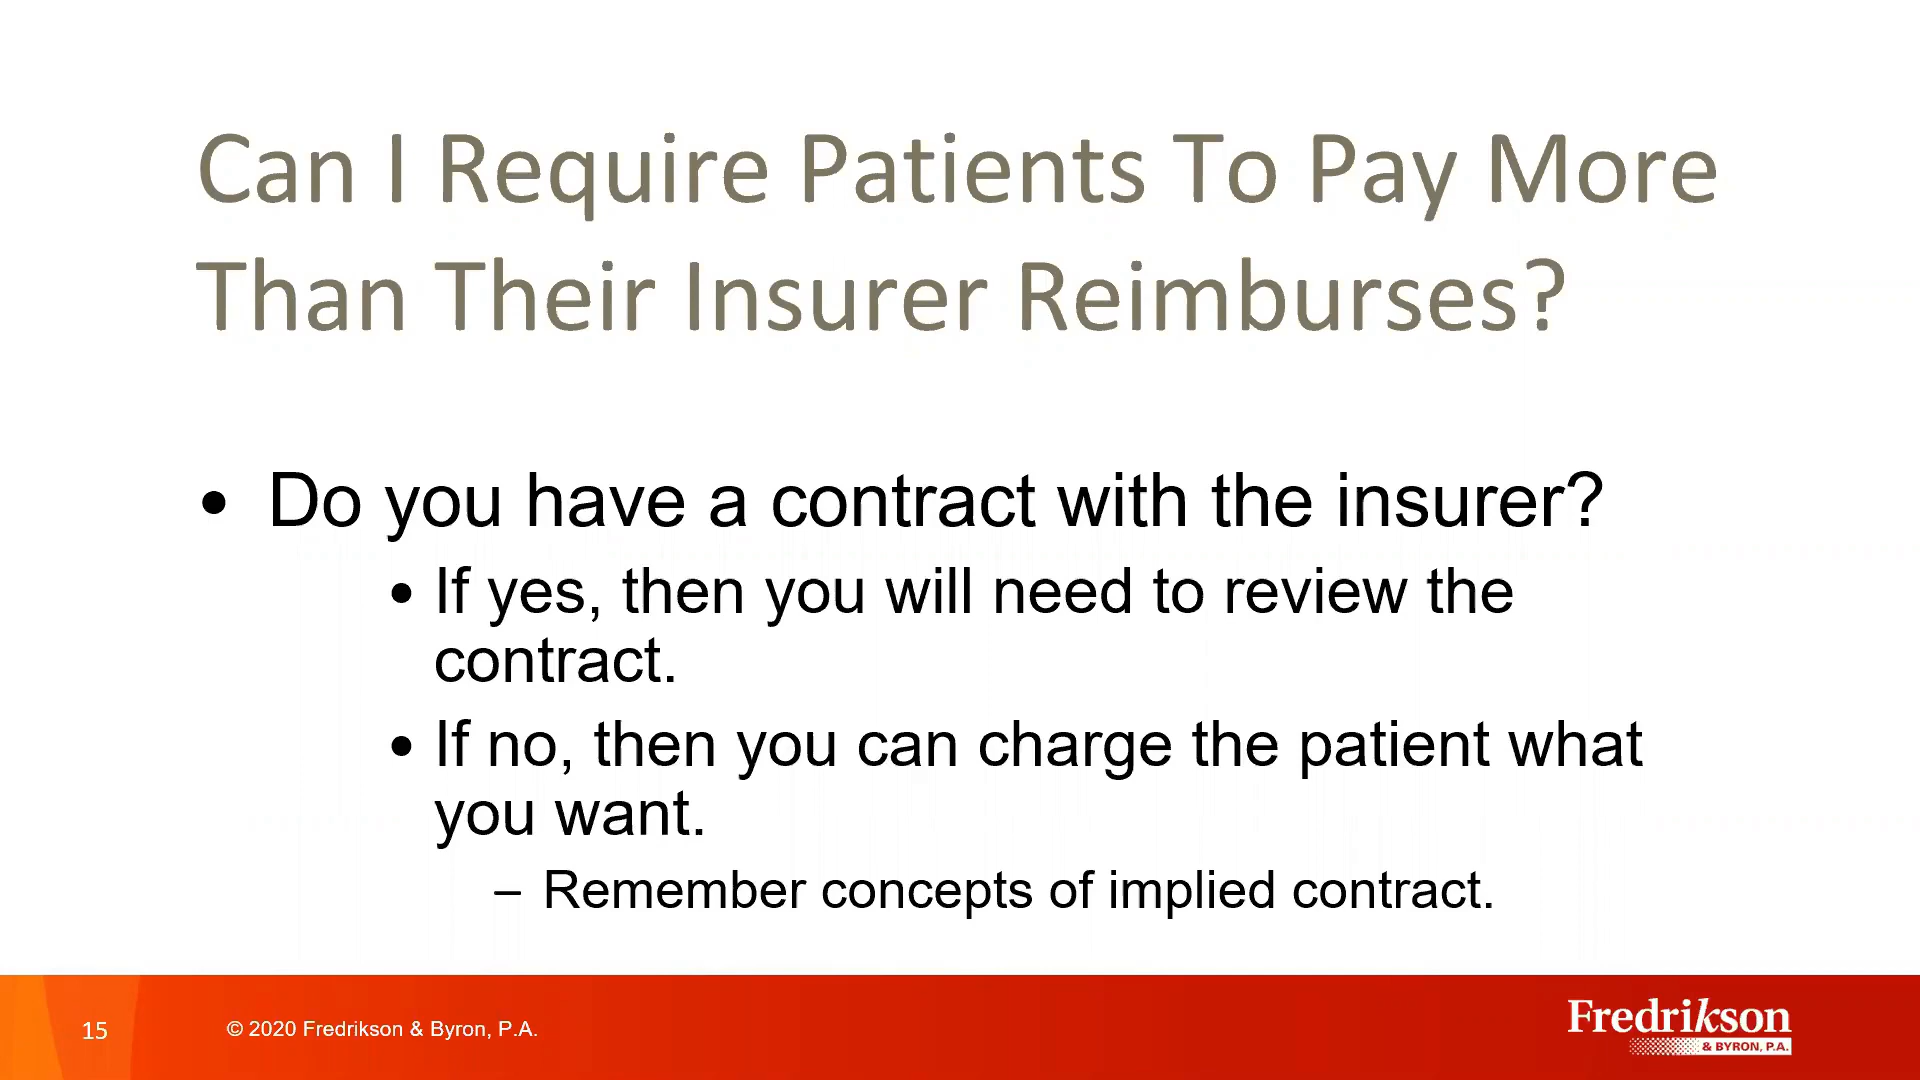 Can I Require Patients To Pay More
Than Their Insurer Reimburses?
• Do you have a contract with the insurer?
• If yes, then you will need to review the
contract.
• If no, then you can charge the patient what
you want.
– Remember concepts of implied contract.
15
© 2020 Fredrikson & Byron, P.A.
Fredrikson
& BYRON, P.A.